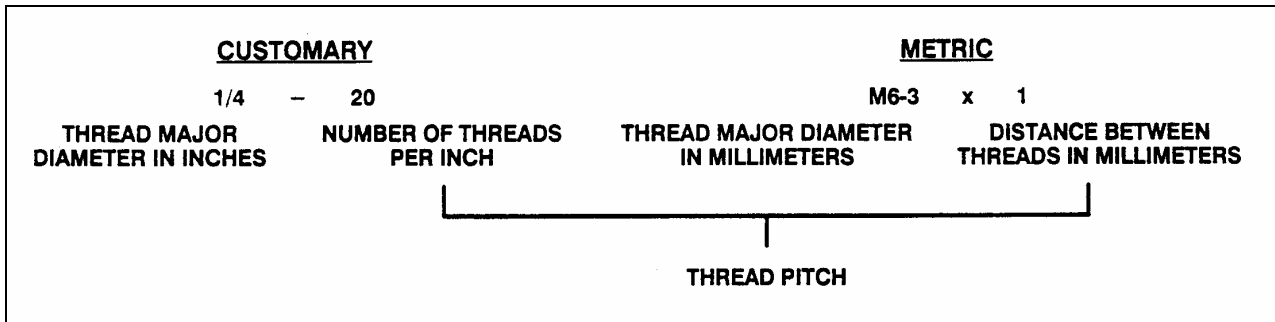 CUSTOMARY
1/4 – 20
THREAD MAJOR
DIAMETER IN INCHES
NUMBER OF THREADS
PER INCH
METRIC
M6-3 x 1
THREAD MAJOR DIAMETER
IN MILLIMETERS
DISTANCE BETWEEN
THREADS IN MILLIMETERS
THREAD PITCH